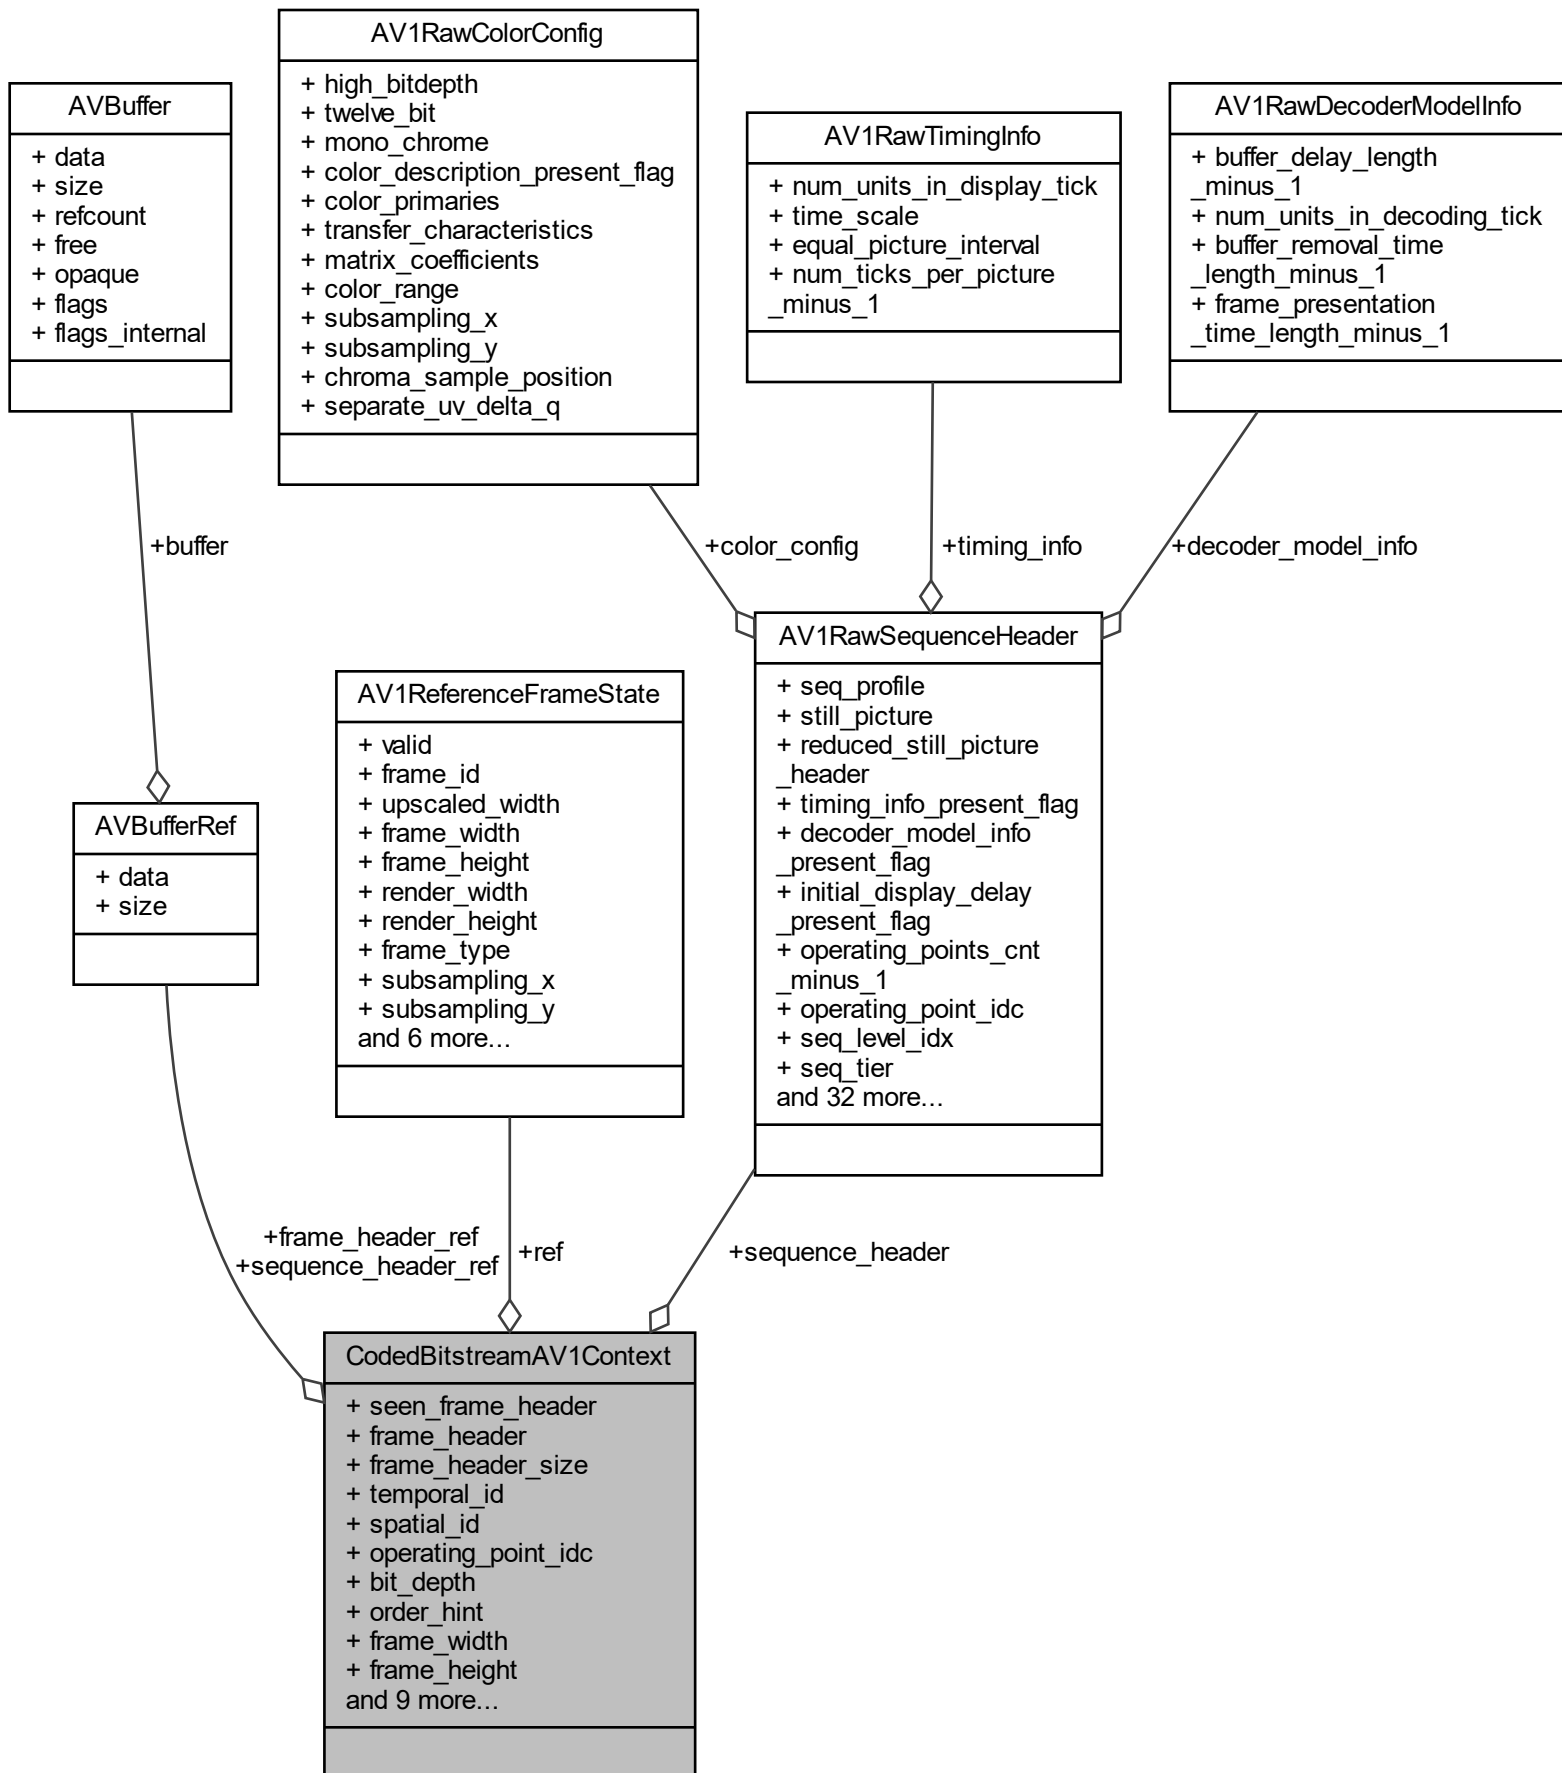 AV1RawColorConfig
+ high_bitdepth
+ twelve_bit
+ mono_chrome
+ color_description_present_flag
+ color_primaries
+ transfer_characteristics
+ matrix_coefficients
+ color_range
+ subsampling_x
+ subsampling_y
+ chroma_sample_position
+ separate_uv_delta_q
AVBuffer
+ data
+ size
+ refcount
+ free
+ opaque
+ flags
+ flags_internal
AV1RawTimingInfo
+ num_units_in_display_tick
+ time_scale
+ equal_picture_interval
+ num_ticks_per_picture
_minus_1
AV1RawDecoderModelInfo
+ buffer_delay_length
_minus_1
+ num_units_in_decoding_tick
+ buffer_removal_time
_length_minus_1
+ frame_presentation
_time_length_minus_1
+buffer
+color_config
+timing_info
+decoder_model_info
AVBufferRef
+ data
+ size
AV1ReferenceFrameState
+ valid
+ frame_id
+ upscaled_width
+ frame_width
+ frame_height
+ render_width
+ render_height
+ frame_type
+ subsampling_x
+ subsampling_y
and 6 more...
AV1RawSequenceHeader
+ seq_profile
+ still_picture
+ reduced_still_picture
_header
+ timing_info_present_flag
+ decoder_model_info
_present_flag
+ initial_display_delay
_present_flag
+ operating_points_cnt
_minus_1
+ operating_point_idc
+ seq_level_idx
+ seq_tier
and 32 more...
+frame_header_ref
+sequence_header_ref
+ref
+sequence_header
CodedBitstreamAV1Context
+ seen_frame_header
+ frame_header
+ frame_header_size
+ temporal_id
+ spatial_id
+ operating_point_idc
+ bit_depth
+ order_hint
+ frame_width
+ frame_height
and 9 more...